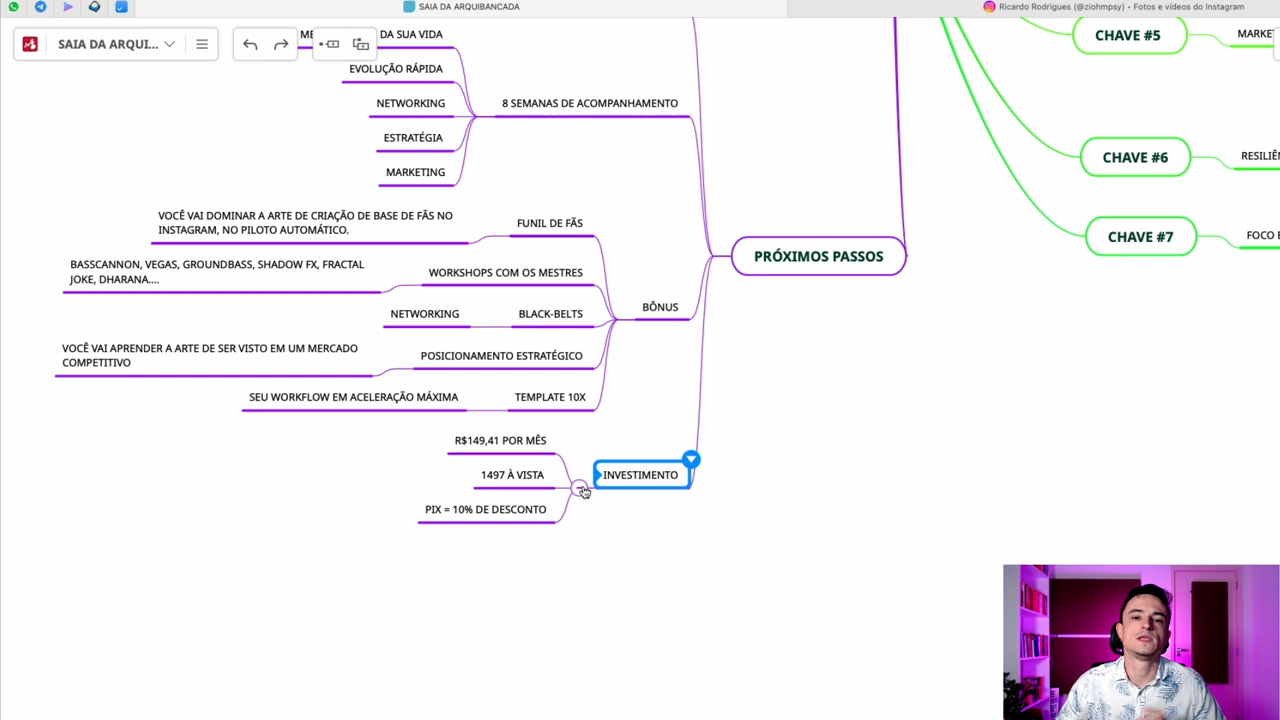 SAIA DA ARQUIBANCADA
Ricardo Rodrigues (@ziohmpsy) • Fotos e vídeos do Instagram
SAIA DA ARQUI...
DA SUA VIDA
EVOLUÇÃO RÁPIDA
NETWORKING
ESTRATÉGIA
MARKETING
8 SEMANAS DE ACOMPANHAMENTO
VOCÊ VAI DOMINAR A ARTE DE CRIAÇÃO DE BASE DE FÃS NO
INSTAGRAM, NO PILOTO AUTOMÁTICO.
FUNIL DE FÃS
BASSCANNON, VEGAS, GROUNDBASS, SHADOW FX, FRACTAL
JOKE, DHARANA....
WORKSHOPS COM OS MESTRES
NETWORKING
BLACK-BELTS
VOCÊ VAI APRENDER A ARTE DE SER VISTO EM UM MERCADO
COMPETITIVO
POSICIONAMENTO ESTRATÉGICO
SEU WORKFLOW EM ACELERAÇÃO MÁXIMA
TEMPLATE 10X
BÔNUS
R$149,41 POR MÊS
1497 À VISTA
PIX = 10% DE DESCONTO
INVESTIMENTO
PRÓXIMOS PASSOS
CHAVE #5
CHAVE #6
CHAVE #7
FOCO